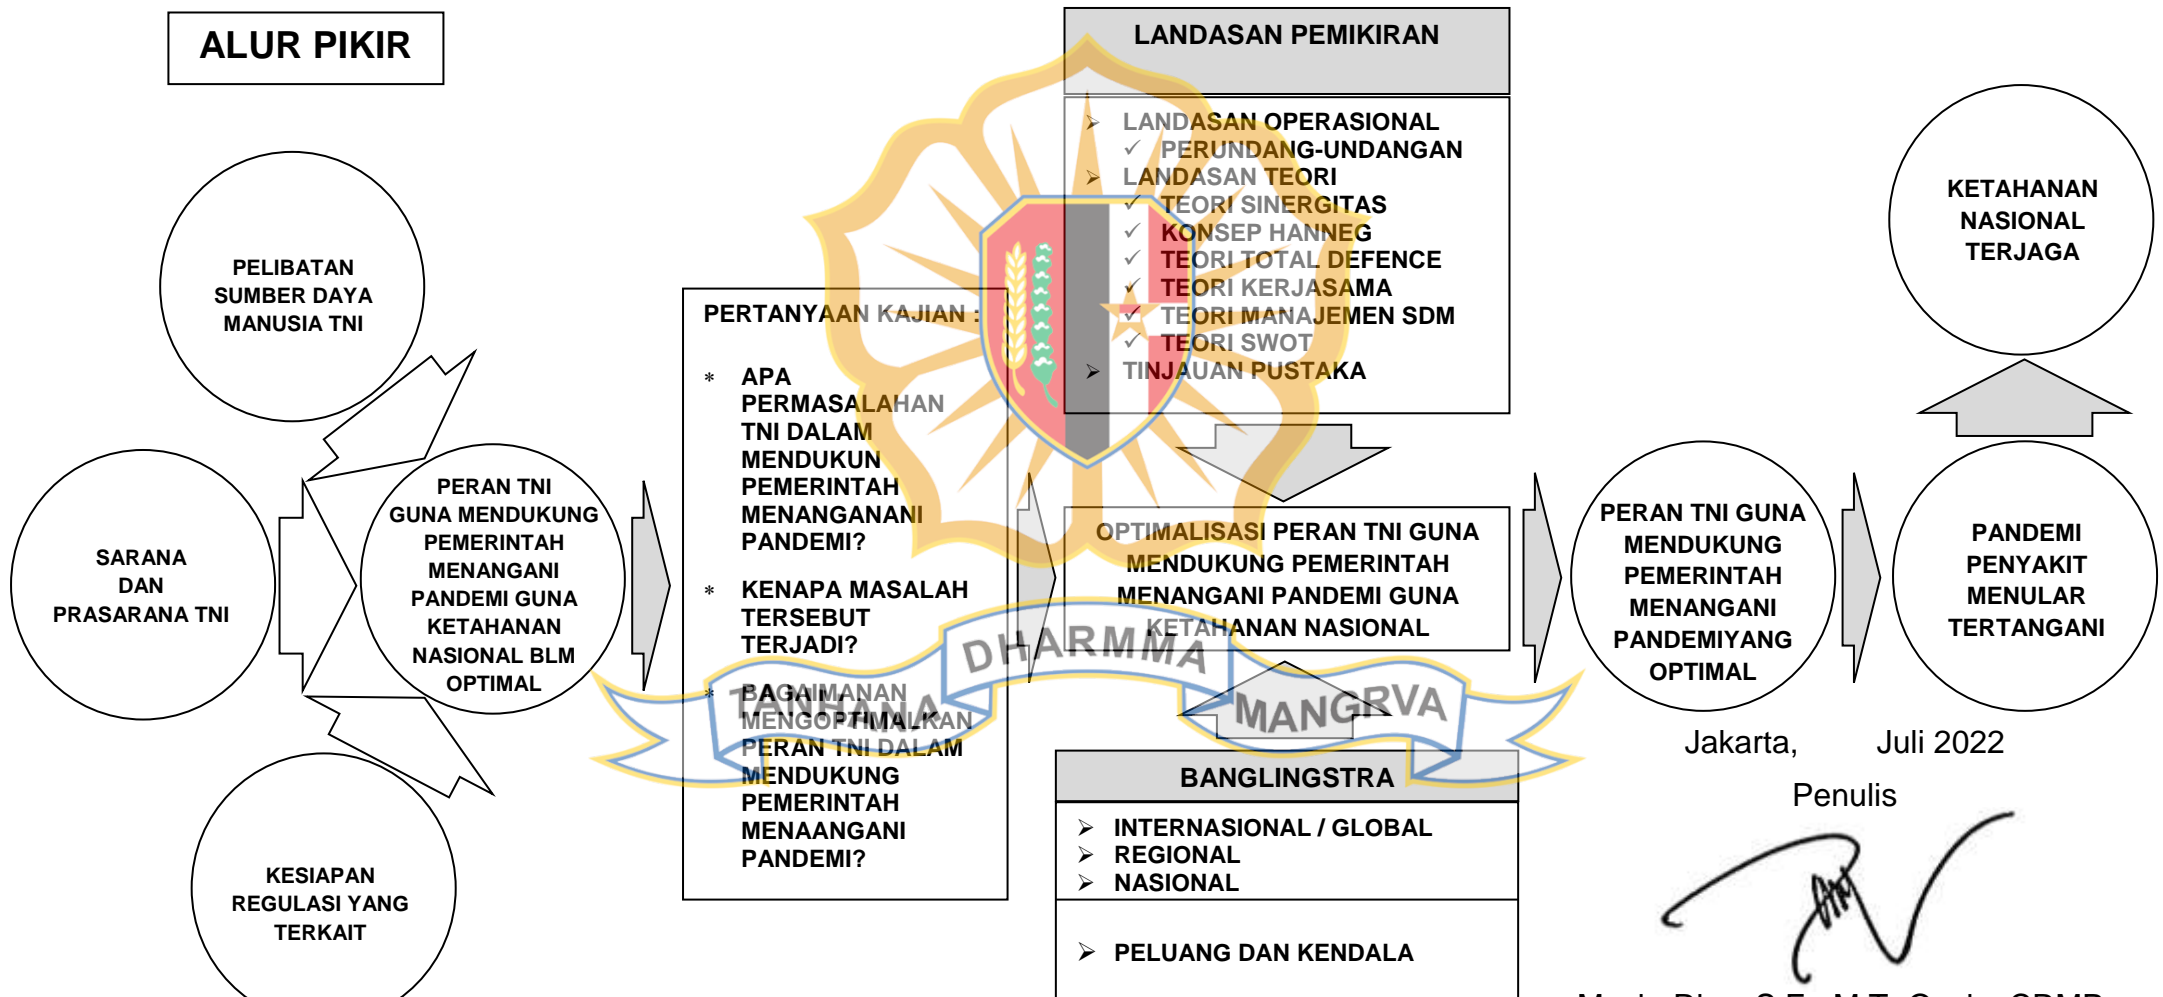 ALUR PIKIR
LANDASAN PEMIKIRAN
➢ LANDASAN OPERASIONAL
✓ PERUNDANG-UNDANGAN
➢ LANDASAN TEORI
✓ TEORI SINERGITAS
✓ KONSEP HANNEG
✓ TEORI TOTAL DEFENCE
✓ TEORI KERJASAMA
✓ TEORI MANAJEMEN SDM
✓ TEORI SWOT
➢ TINJAUAN PUSTAKA
PELIBATAN
SUMBER DAYA
MANUSIA TNI
SARANA
DAN
PRASARANA TNI
KESIAPAN
REGULASI YANG
TERKAIT
PERAN TNI
GUNA MENDUKUNG
PEMERINTAH
MENANGANI
PANDEMI GUNA
KETAHANAN
NASIONAL BLM
OPTIMAL
PERTANYAAN KAJIAN :
* APA
PERMASALAHAN
TNI DALAM
MENDUKUN
PEMERINTAH
MENANGANANI
PANDEMI?
* KENAPA MASALAH
TERSEBUT
TERJADI?
* BAGAIMANAN
MENGOPTIMALKAN
PERAN TNI DALAM
MENDUKUNG
PEMERINTAH
MENAANGANI
PANDEMI?
OPTIMALISASI PERAN TNI GUNA
MENDUKUNG PEMERINTAH
MENANGANI PANDEMI GUNA
KETAHANAN NASIONAL
TANHANA DHARMMA MANGRVA
BANGLINGSTRA
➢ INTERNASIONAL / GLOBAL
➢ REGIONAL
➢ NASIONAL
➢ PELUANG DAN KENDALA
PERAN TNI GUNA
MENDUKUNG
PEMERINTAH
MENANGANI
PANDEMIYANG
OPTIMAL
PANDEMI
PENYAKIT
MENULAR
TERTANGANI
KETAHANAN
NASIONAL
TERJAGA
Jakarta, Juli 2022
Penulis